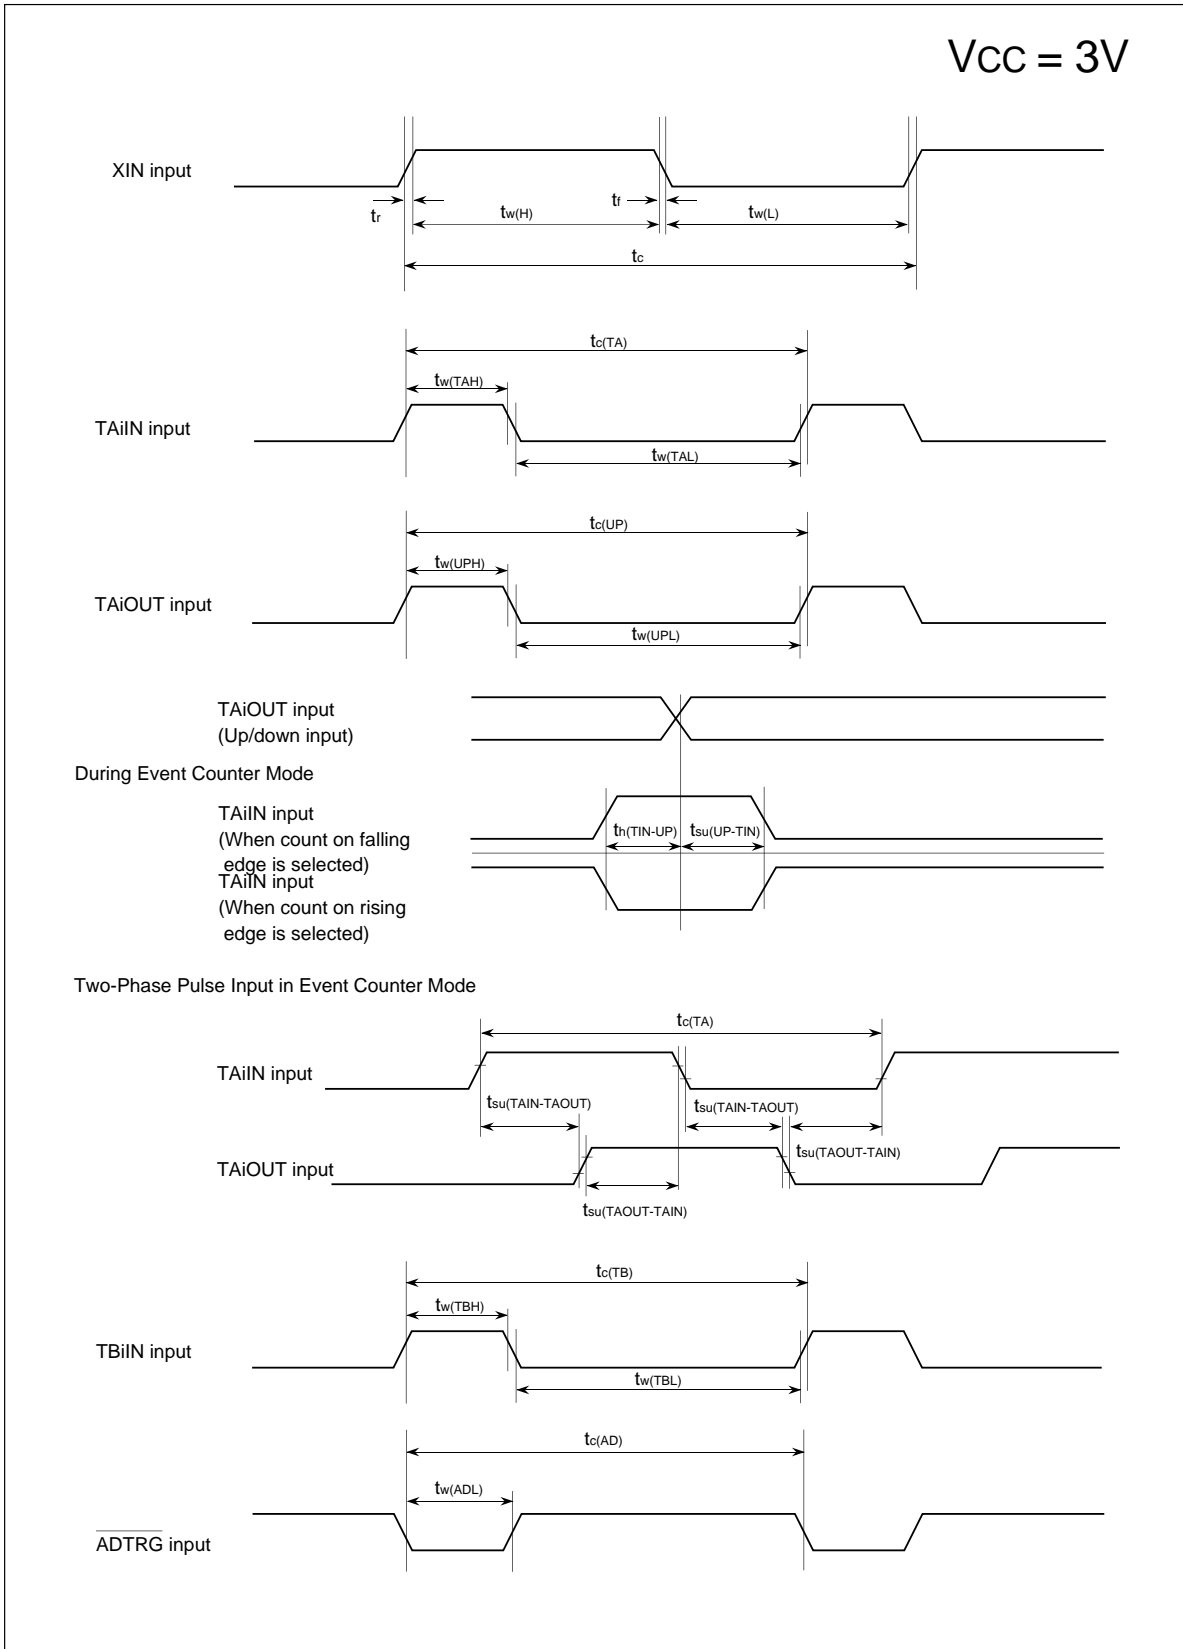 VCC = 3V
XIN input
tr
tw(H)
tf
tw(L)
tc
tc(TA)
tw(TAH)
TAiIN input
tw(TAL)
tc(UP)
tw(UPH)
TAiOUT input
tw(UPL)
TAiOUT input
(Up/down input)
During Event Counter Mode
TAiIN input
(When count on falling
edge is selected)
th(TIN-UP)
tsu(UP-TIN)
TAiIN input
(When count on rising
edge is selected)
Two-Phase Pulse Input in Event Counter Mode
tc(TA)
TAiIN input
tsu(TAIN-TAOUT)
tsu(TAIN-TAOUT)
tsu(TAOUT-TAIN)
TAiOUT input
tsu(TAOUT-TAIN)
tc(TB)
tw(TBH)
TBiIN input
tw(TBL)
tc(AD)
tw(ADL)
ADTRG input